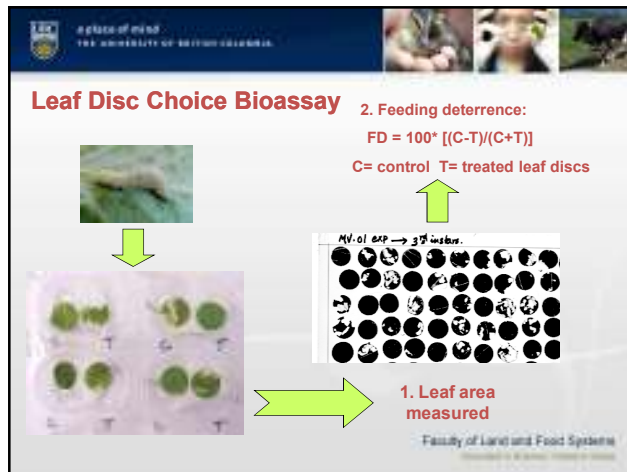 UBC
a place of mind
THE UNIVERSITY OF BRITISH COLUMBIA
Leaf Disc Choice Bioassay
2. Feeding deterrence:
FD = 100* [(C-T)/(C+T)]
C= control T= treated leaf discs
MV.01 exp → 3rd instars.
C T C T
C T C T
1. Leaf area
measured
Faculty of Land and Food Systems